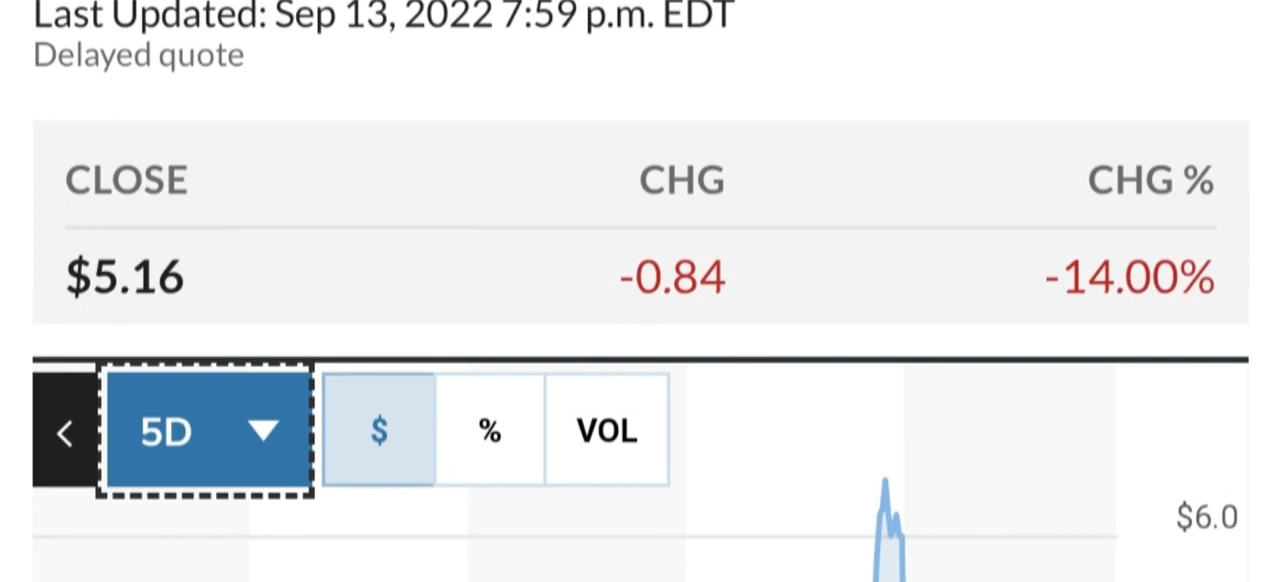 Last Updated: Sep 13, 2022 7:59 p.m. EDT
Delayed quote
CLOSE CHG CHG %
$5.16 -0.84 -14.00%
5D $ % VOL
$6.0